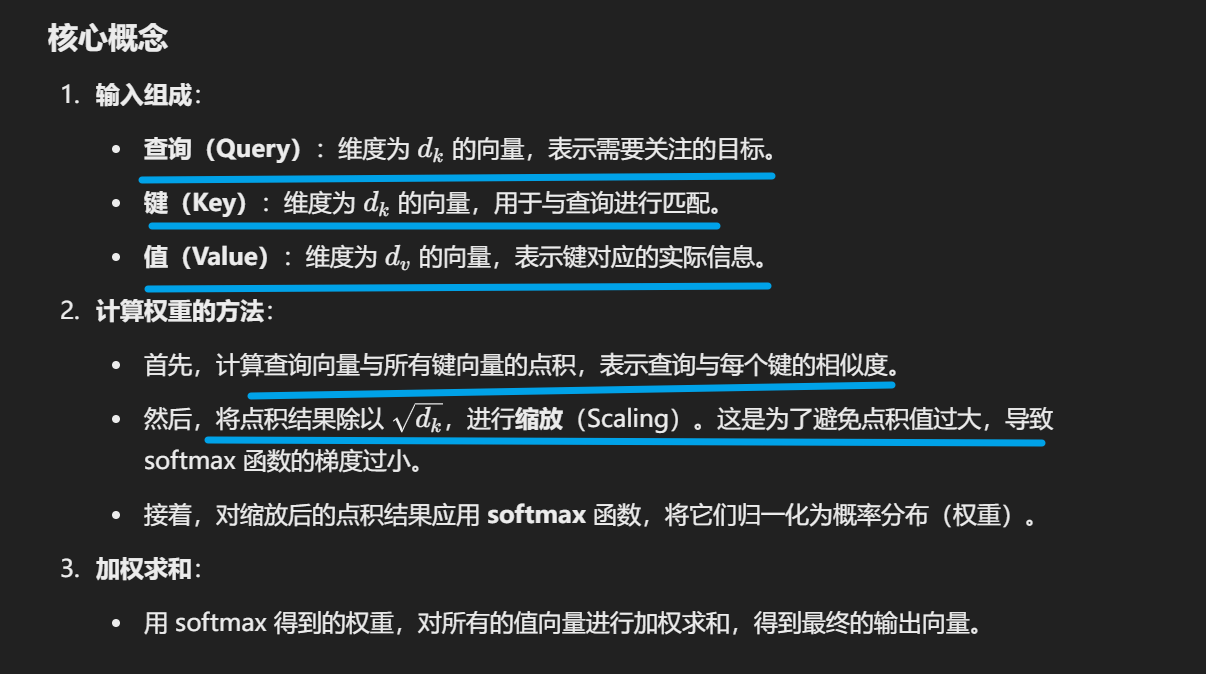 核心概念
1. 输入组成：
• 查询（Query）：维度为 dₖ 的向量，表示需要关注的目标。
• 键（Key）：维度为 dₖ 的向量，用于与查询进行匹配。
• 值（Value）：维度为 dᵥ 的向量，表示键对应的实际信息。
2. 计算权重的方法：
• 首先，计算查询向量与所有键向量的点积，表示查询与每个键的相似度。
• 然后，将点积结果除以 √dₖ，进行缩放（Scaling）。这是为了避免点积值过大，导致
softmax 函数的梯度过小。
• 接着，对缩放后的点积结果应用 softmax 函数，将它们归一化为概率分布（权重）。
3. 加权求和：
• 用 softmax 得到的权重，对所有的值向量进行加权求和，得到最终的输出向量。